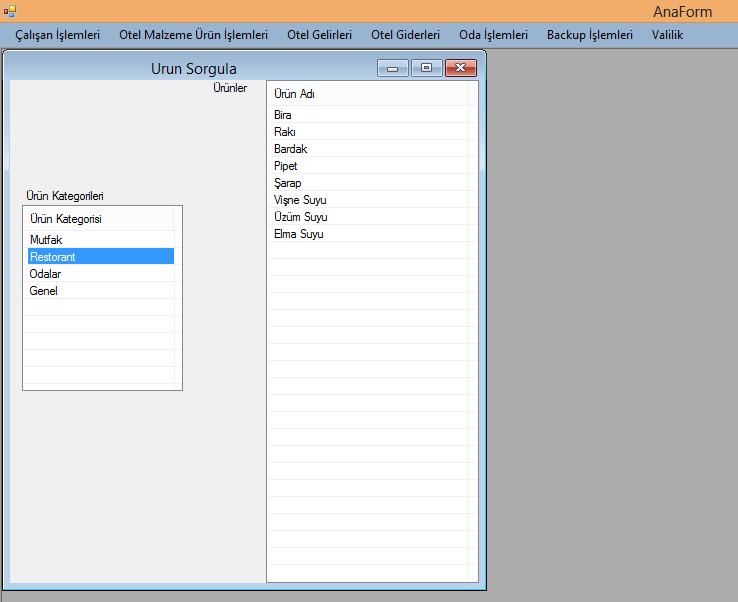 AnaForm
Çalışan İşlemleri Otel Malzeme Ürün İşlemleri Otel Gelirleri Otel Giderleri Oda İşlemleri Backup İşlemleri Valilik
Urun Sorgula
Ürünler
Ürün Adı
Bira
Rakı
Bardak
Pipet
Şarap
Vişne Suyu
Üzüm Suyu
Elma Suyu
Ürün Kategorileri
Ürün Kategorisi
Mutfak
Restorant
Odalar
Genel